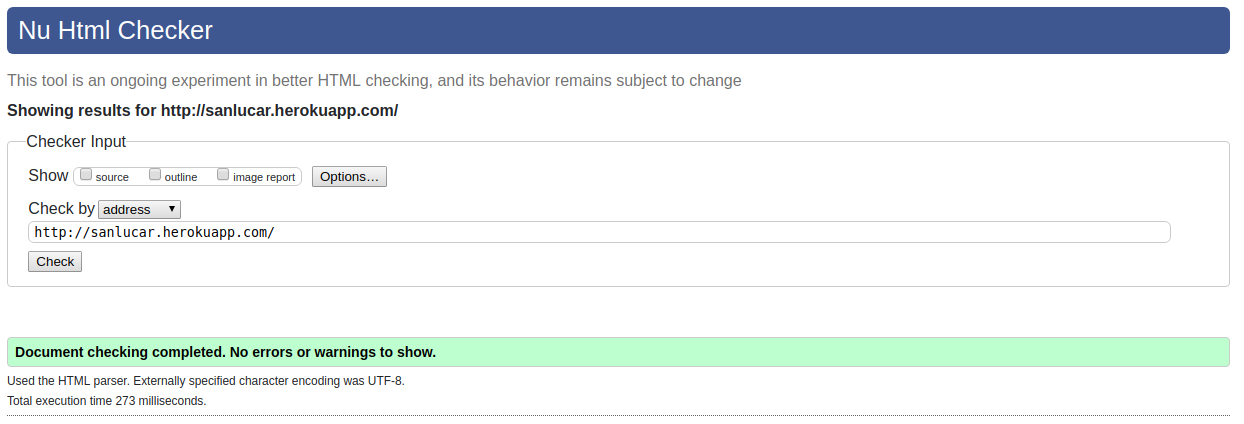 Nu Html Checker
This tool is an ongoing experiment in better HTML checking, and its behavior remains subject to change
Showing results for http://sanlucar.herokuapp.com/
Checker Input
Show source outline image report Options...
Check by address
http://sanlucar.herokuapp.com/
Check
Document checking completed. No errors or warnings to show.
Used the HTML parser. Externally specified character encoding was UTF-8.
Total execution time 273 milliseconds.